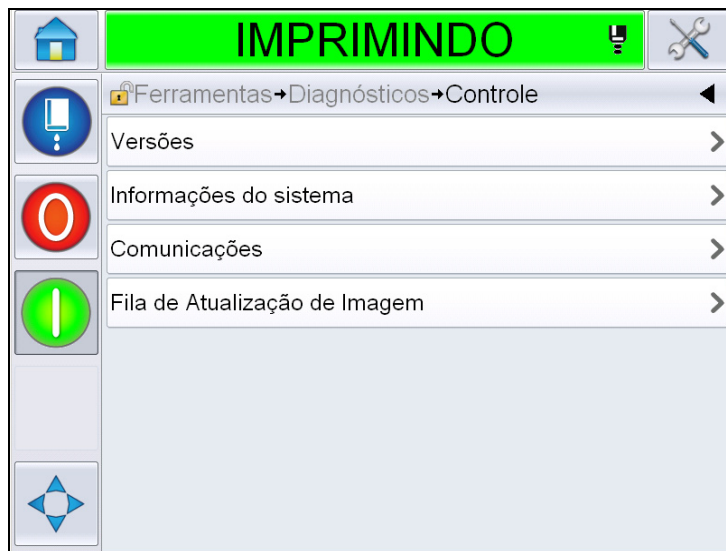 IMPRIMINDO
Ferramentas→Diagnósticos→Controle
Versões
Informações do sistema
Comunicações
Fila de Atualização de Imagem